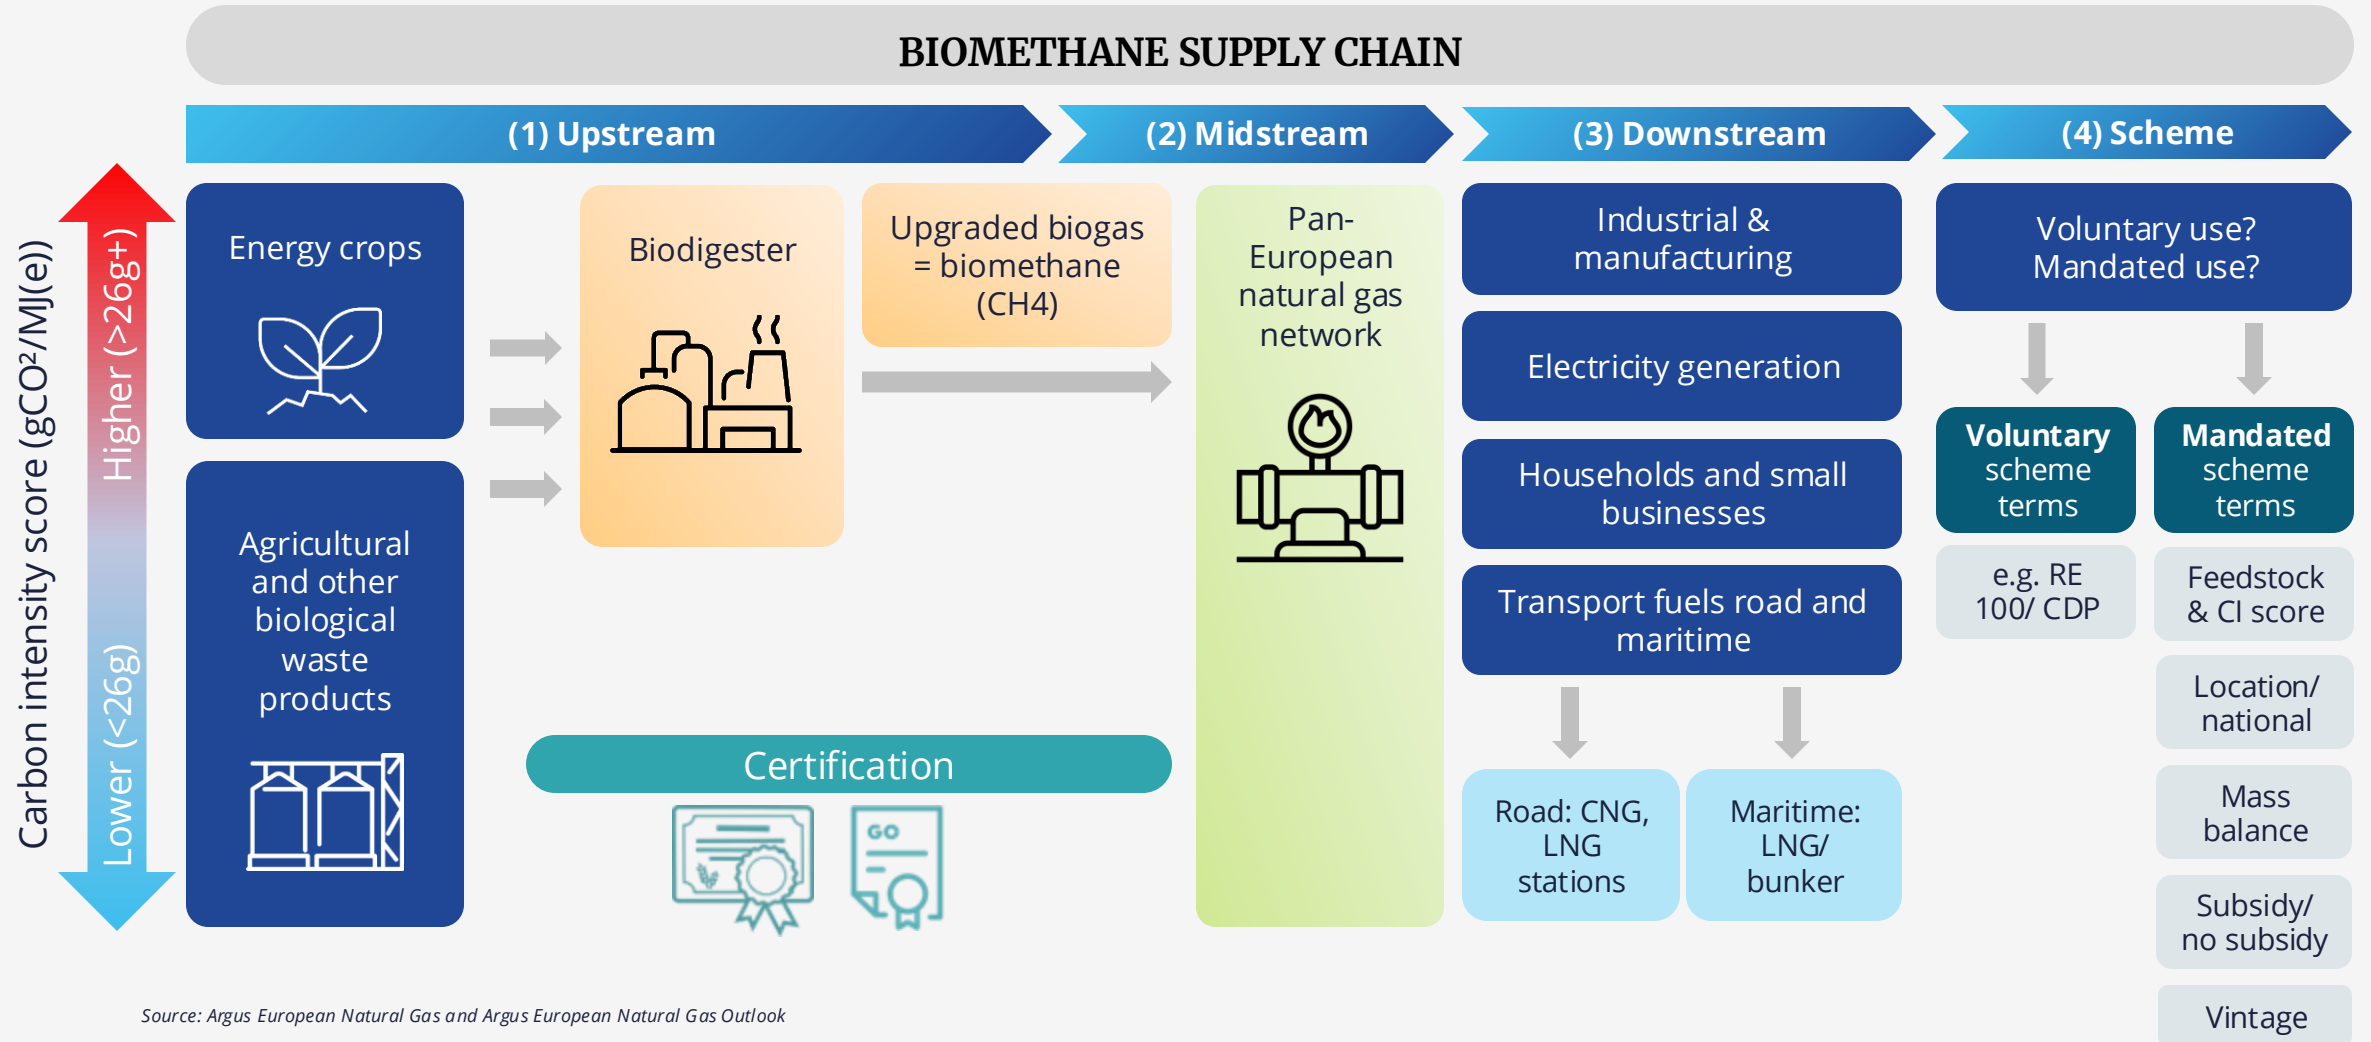 BIOMETHANE SUPPLY CHAIN
(1) Upstream
(2) Midstream
(3) Downstream
(4) Scheme
Carbon intensity score (gCO²/MJ(e))
Higher (>26g+)
Lower (<26g)
Energy crops
Agricultural
and other
biological
waste
products
Biodigester
Upgraded biogas
= biomethane
(CH4)
Certification
GO
Pan-
European
natural gas
network
Industrial &
manufacturing
Electricity generation
Households and small
businesses
Transport fuels road and
maritime
Road: CNG,
LNG
stations
Maritime:
LNG/
bunker
Voluntary use?
Mandated use?
Voluntary
scheme
terms
e.g. RE
100/ CDP
Mandated
scheme
terms
Feedstock
& CI score
Location/
national
Mass
balance
Subsidy/
no subsidy
Vintage
Source: Argus European Natural Gas and Argus European Natural Gas Outlook